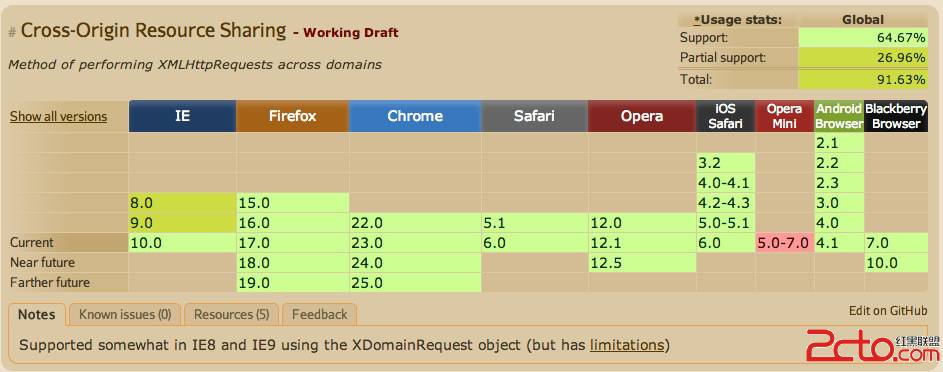 # Cross-Origin Resource Sharing - Working Draft
*Usage stats: Global
Support: 64.67%
Partial support: 26.96%
Total: 91.63%
Method of performing XMLHttpRequests across domains
Show all versions IE Firefox Chrome Safari Opera iOS Safari Opera Mini Android Browser Blackberry Browser
2.1
3.2 2.2
4.0-4.1 2.3
8.0 15.0 4.2-4.3 3.0
9.0 16.0 22.0 5.1 12.0 5.0-5.1 4.0
Current 10.0 17.0 23.0 6.0 12.1 6.0 5.0-7.0 4.1 7.0
Near future 18.0 24.0 12.5 10.0
Farther future 19.0 25.0
Notes Known issues (0) Resources (5) Feedback Edit on GitHub
Supported somewhat in IE8 and IE9 using the XDomainRequest object (but has limitations)
2cto.com 红黑联盟